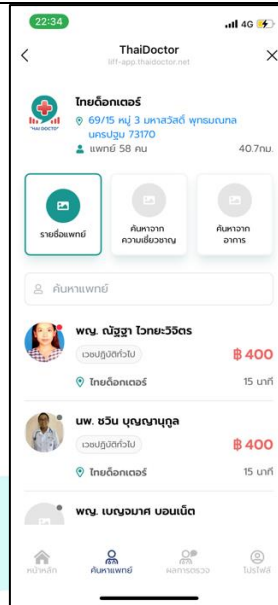 22:34
4G
ThaiDoctor
liff-app.thaidoctor.net
ไทยด็อกเตอร์
69/15 หมู่ 3 มหาสวัสดิ์ พุทธมณฑล
นครปฐม 73170
แพทย์ 58 คน
40.7กม.
THAI DOCTOR
รายชื่อแพทย์
ค้นหาจาก
ความเชี่ยวชาญ
ค้นหาจาก
อาการ
ค้นหาแพทย์
พญ. ณัฐฐา ไวทยะวิจิตร
เวชปฏิบัติทั่วไป
฿ 400
ไทยด็อกเตอร์
15 นาที
นพ. ชวิน บุญญานุกูล
เวชปฏิบัติทั่วไป
฿ 400
ไทยด็อกเตอร์
15 นาที
พญ. เบญจมาศ บอนเน็ต
หน้าหลัก
ค้นหาแพทย์
ผลการตรวจ
โปรไฟล์